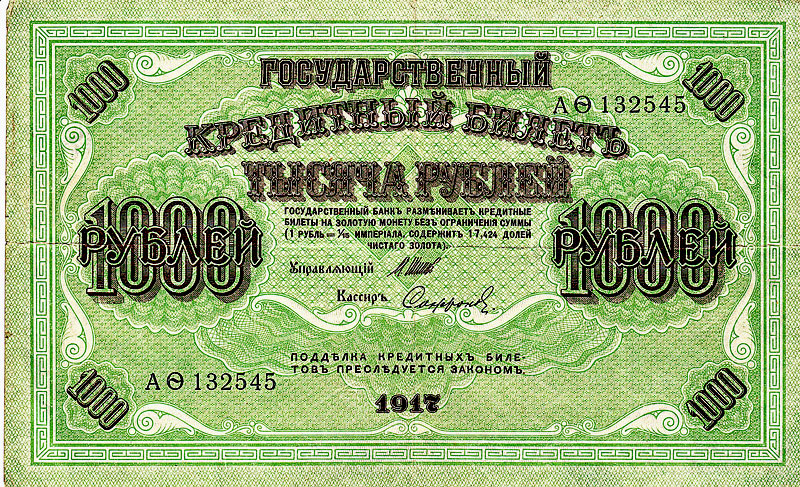 1000
1000
ГОСУДАРСТВЕННЫЙ
АѲ 132545
КРЕДИТНЫЙ БИЛЕТЪ
ТЫСЯЧА РУБЛЕЙ
ГОСУДАРСТВЕННЫЙ БАНКЪ РАЗМѢНИВАЕТЪ КРЕДИТНЫЕ
БИЛЕТЫ НА ЗОЛОТУЮ МОНЕТУ БЕЗЪ ОГРАНИЧЕНІЯ СУММЫ
(1 РУБЛЬ = 1/15 ИМПЕРІАЛА, СОДЕРЖИТЪ 17,424 ДОЛЕЙ
ЧИСТАГО ЗОЛОТА).
1000 РУБЛЕЙ
1000 РУБЛЕЙ
Управляющій
Кассиръ
ПОДДѢЛКА КРЕДИТНЫХЪ БИЛЕ-
ТОВЪ ПРЕСЛѢДУЕТСЯ ЗАКОНОМЪ.
АѲ 132545
1917
1000
1000